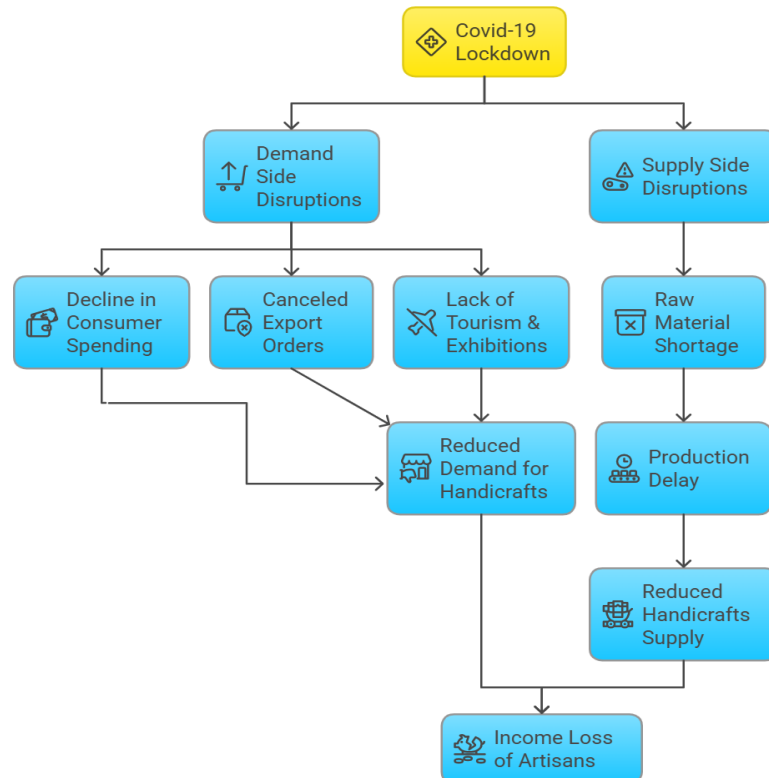 Covid-19
Lockdown
Demand
Side
Disruptions
Supply Side
Disruptions
Decline in
Consumer
Spending
Canceled
Export
Orders
Lack of
Tourism &
Exhibitions
Raw
Material
Shortage
Reduced
Demand for
Handicrafts
Production
Delay
Reduced
Handicrafts
Supply
Income Loss
of Artisans